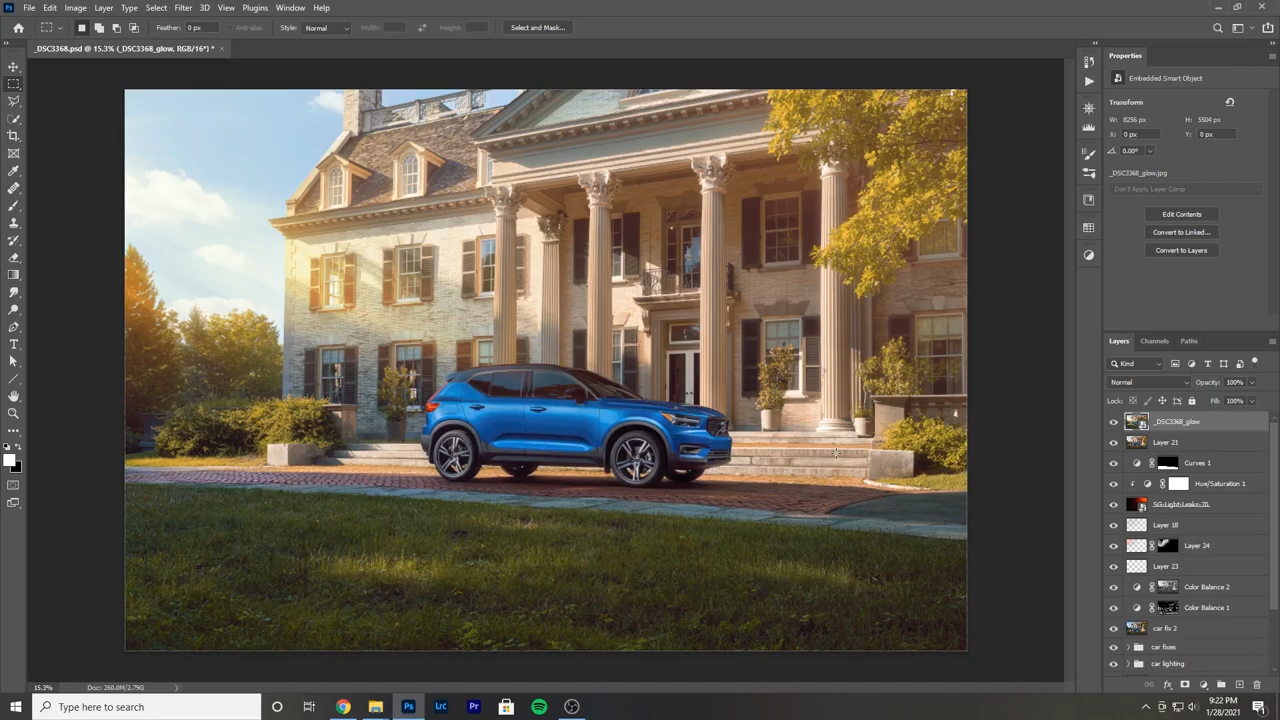 Ps File Edit Image Layer Type Select Filter 3D View Plugins Window Help
Feather: 0 px Anti-alias Style: Normal Width: Height: Select and Mask...
_DSC3368.psd @ 15.3% (_DSC3368_glow, RGB/16*) * ×
Properties
Embedded Smart Object
Transform
W: 8256 px H: 5504 px
X: 0 px Y: 0 px
0.00°
_DSC3368_glow.jpg
Don't Apply Layer Comp
Edit Contents
Convert to Linked...
Convert to Layers
Layers Channels Paths
Kind
Normal Opacity: 100%
Lock: Fill: 100%
_DSC3368_glow
Layer 21
Curves 1
Hue/Saturation 1
SG-Light-Leaks-20
Layer 18
Layer 24
Layer 23
Color Balance 2
Color Balance 1
car fix 2
car fixes
car lighting
15.3% Doc: 260.0M/2.79G
Type here to search
Ps Lrc Pr
9:22 PM
1/28/2021